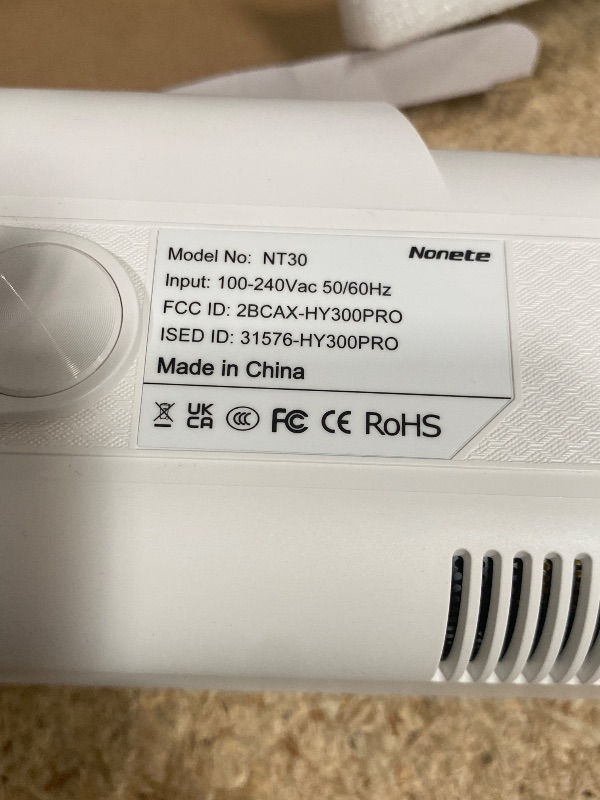 Nonete
Model No: NT30
Input: 100-240Vac 50/60Hz
FCC ID: 2BCAX-HY300PRO
ISED ID: 31576-HY300PRO
Made in China
UK CA CCC FC CE RoHS